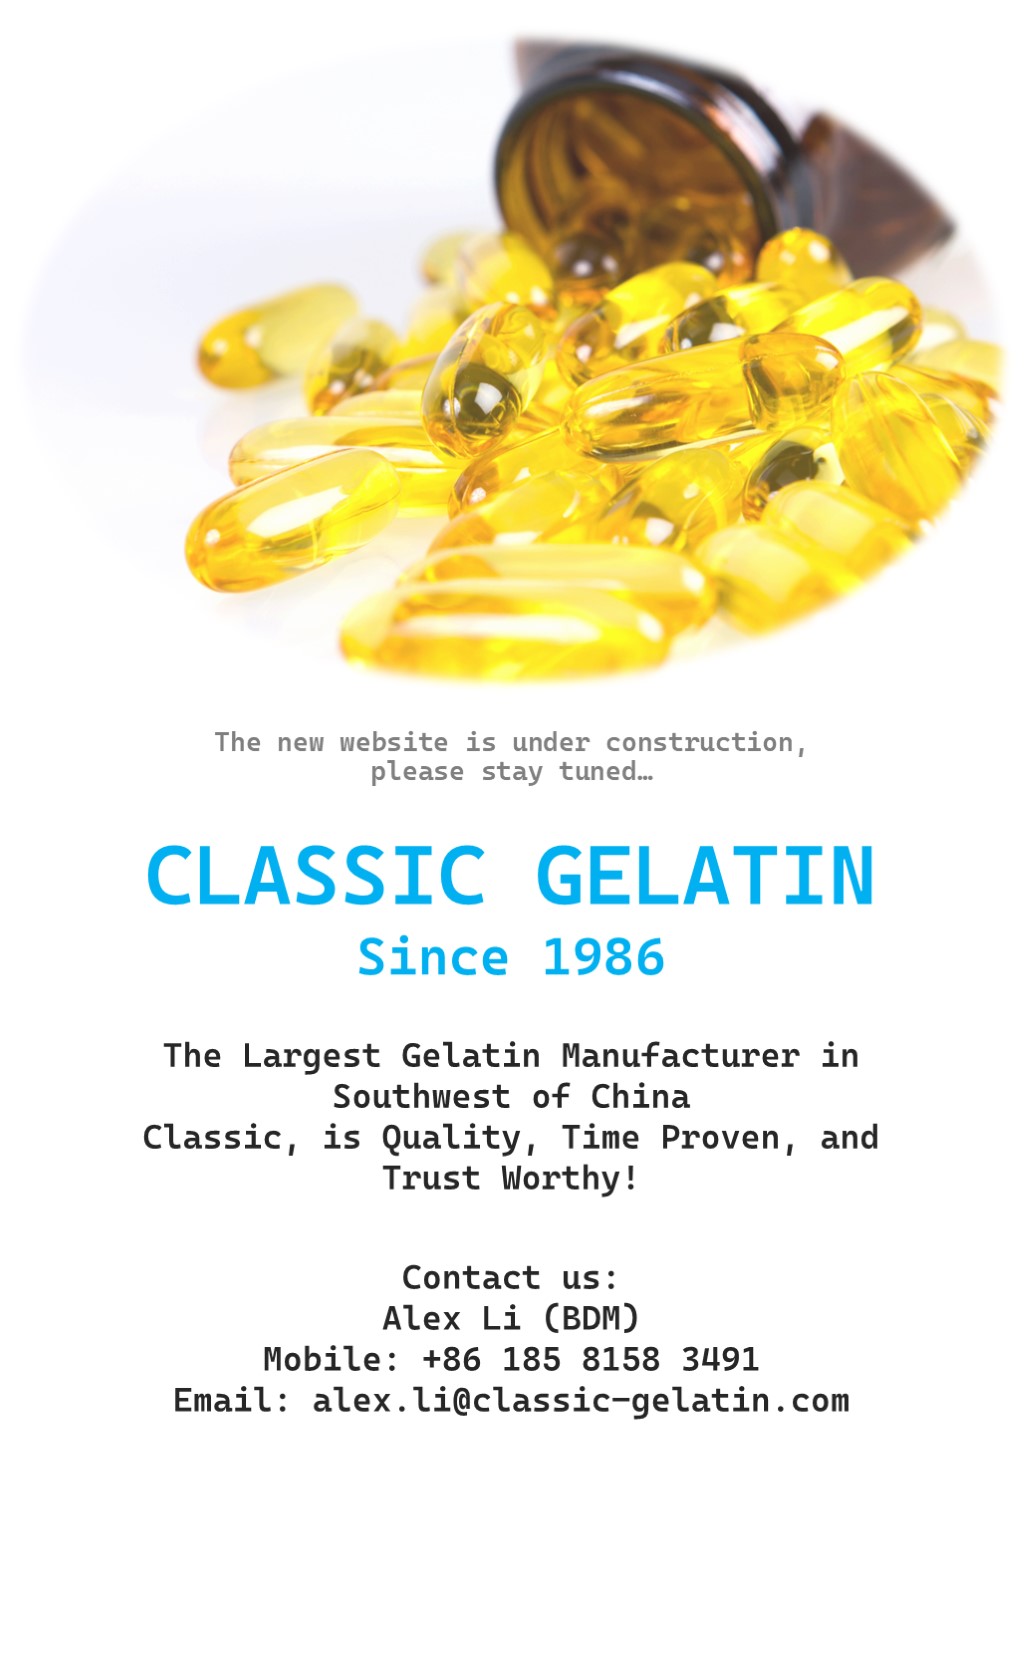 The new website is under construction,
please stay tuned…
CLASSIC GELATIN
Since 1986
The Largest Gelatin Manufacturer in
Southwest of China
Classic, is Quality, Time Proven, and
Trust Worthy!
Contact us:
Alex Li (BDM)
Mobile: +86 185 8158 3491
Email: alex.li@classic-gelatin.com